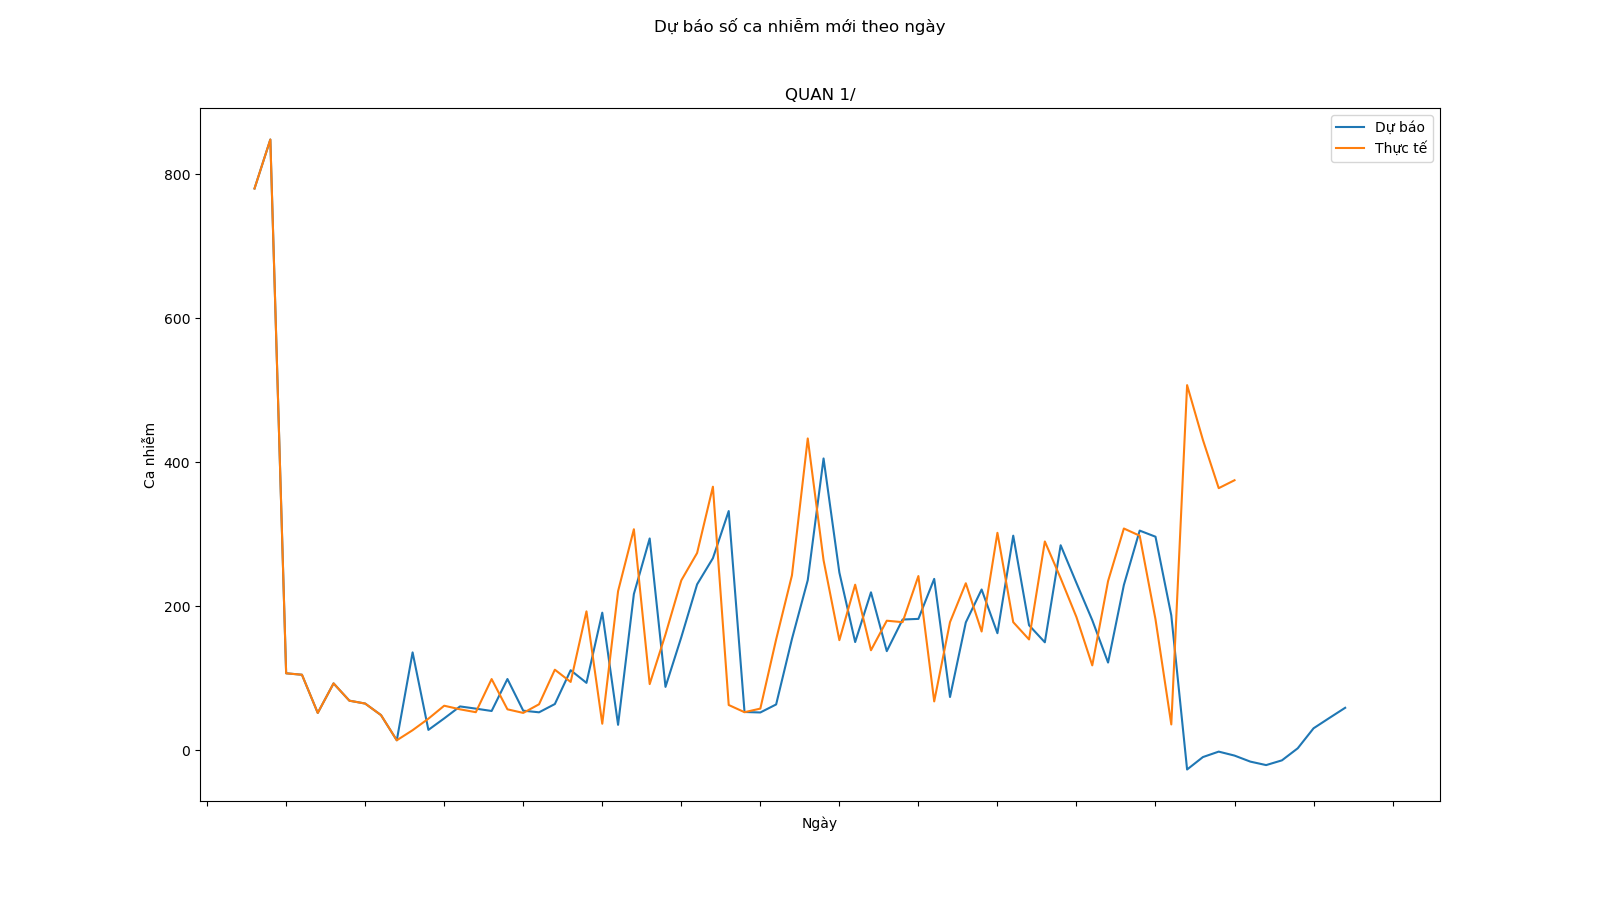 Dự báo số ca nhiễm mới theo ngày
QUAN 1/
Dự báo
Thực tế
800
600
400
200
0
Ca nhiễm
Ngày